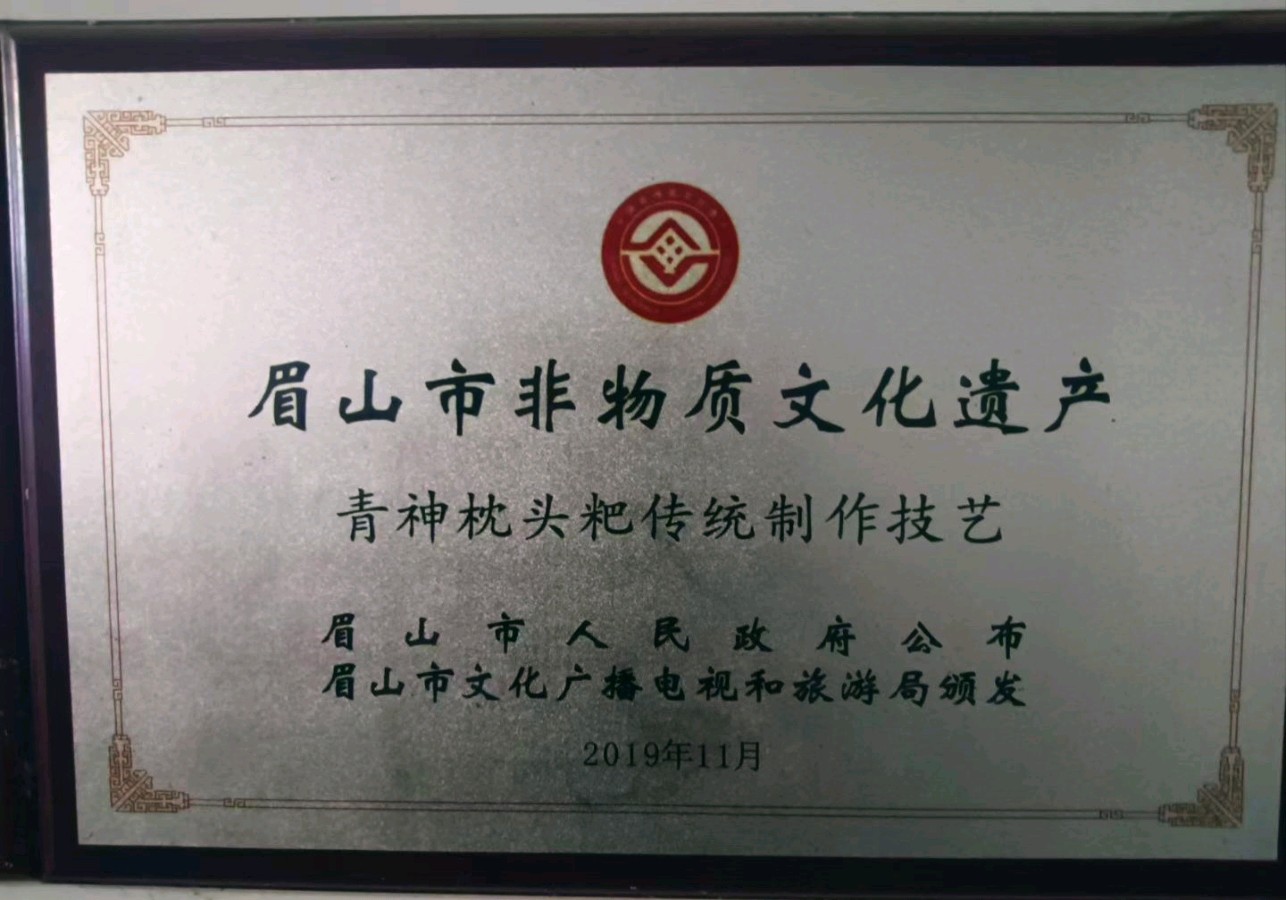 眉山市非物质文化遗产
青神枕头粑传统制作技艺
眉山市人民政府公布
眉山市文化广播电视和旅游局颁发
2019年11月